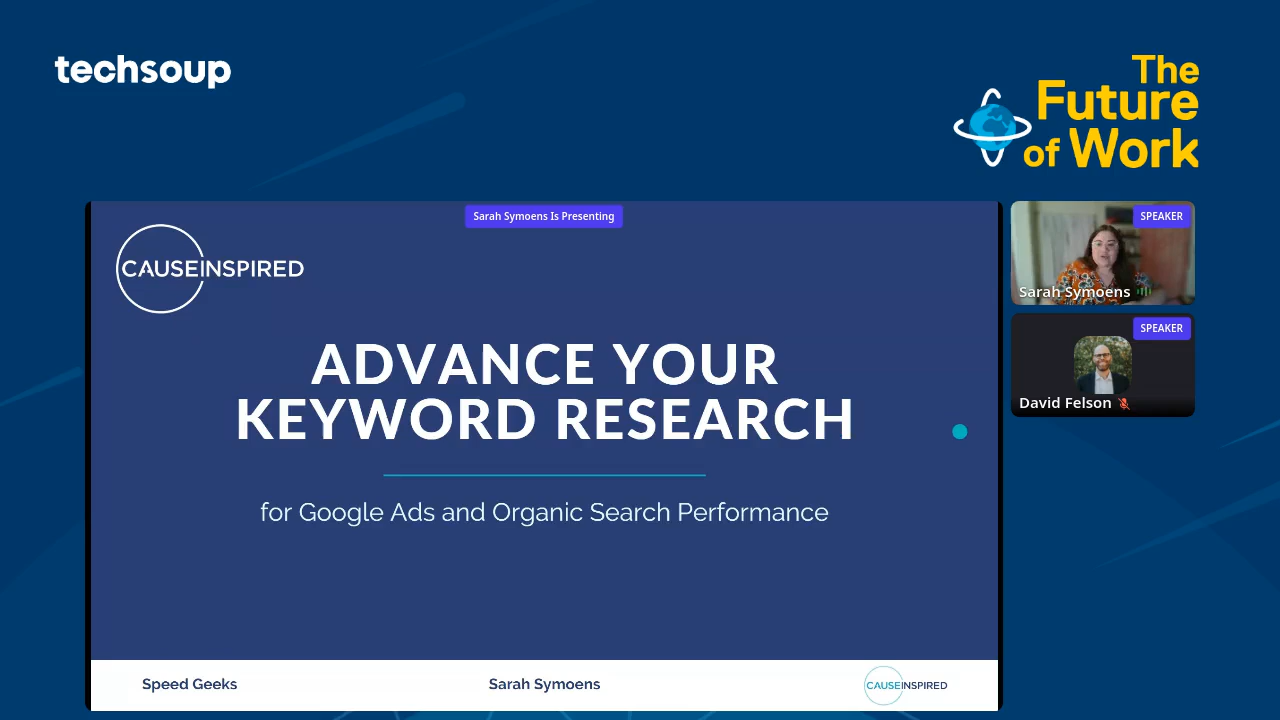 techsoup
The
Future
of Work
Sarah Symoens Is Presenting
CAUSEINSPIRED
ADVANCE YOUR
KEYWORD RESEARCH
for Google Ads and Organic Search Performance
Speed Geeks
Sarah Symoens
CAUSEINSPIRED
SPEAKER
Sarah Symoens
SPEAKER
David Felson